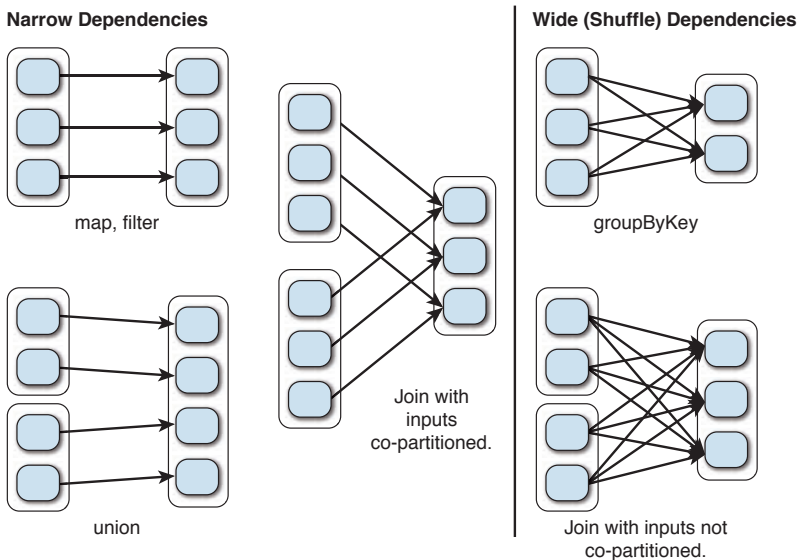 Narrow Dependencies
Wide (Shuffle) Dependencies
map, filter
groupByKey
Join with
inputs
co-partitioned.
union
Join with inputs not
co-partitioned.